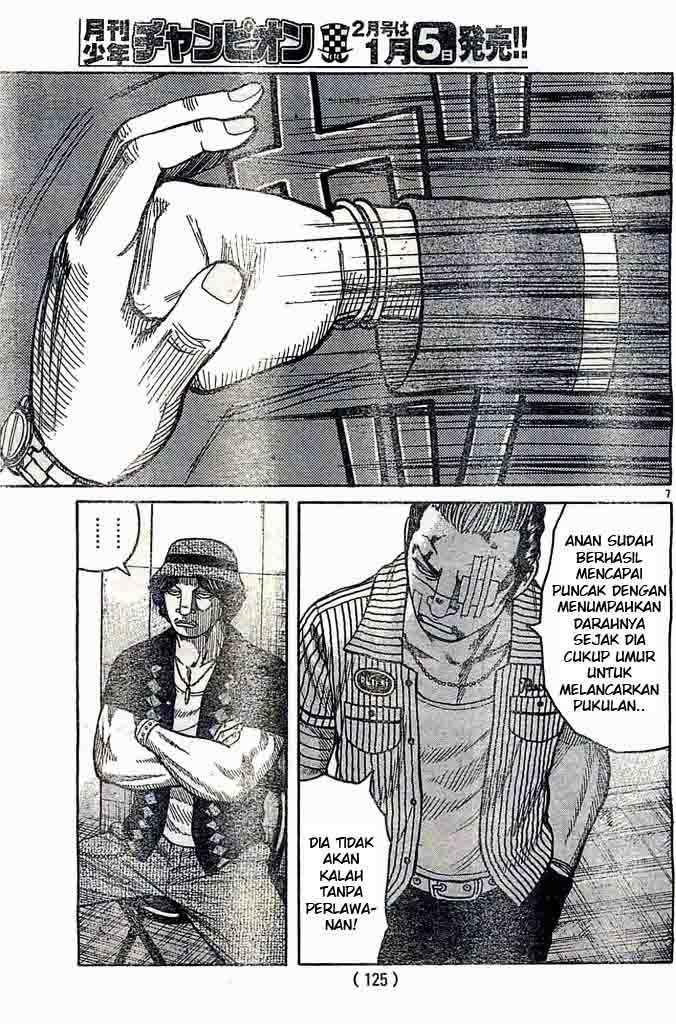 月刊
少年
チャンピオン
2月号は
1月5日発売!!
7
ANAN SUDAH
BERHASIL
MENCAPAI
PUNCAK DENGAN
MENUMPAHKAN
DARAHNYA
SEJAK DIA
CUKUP UMUR
UNTUK
MELANCARKAN
PUKULAN..
DIA TIDAK
AKAN
KALAH
TANPA
PERLAWA-
NAN!
……
……
(125)